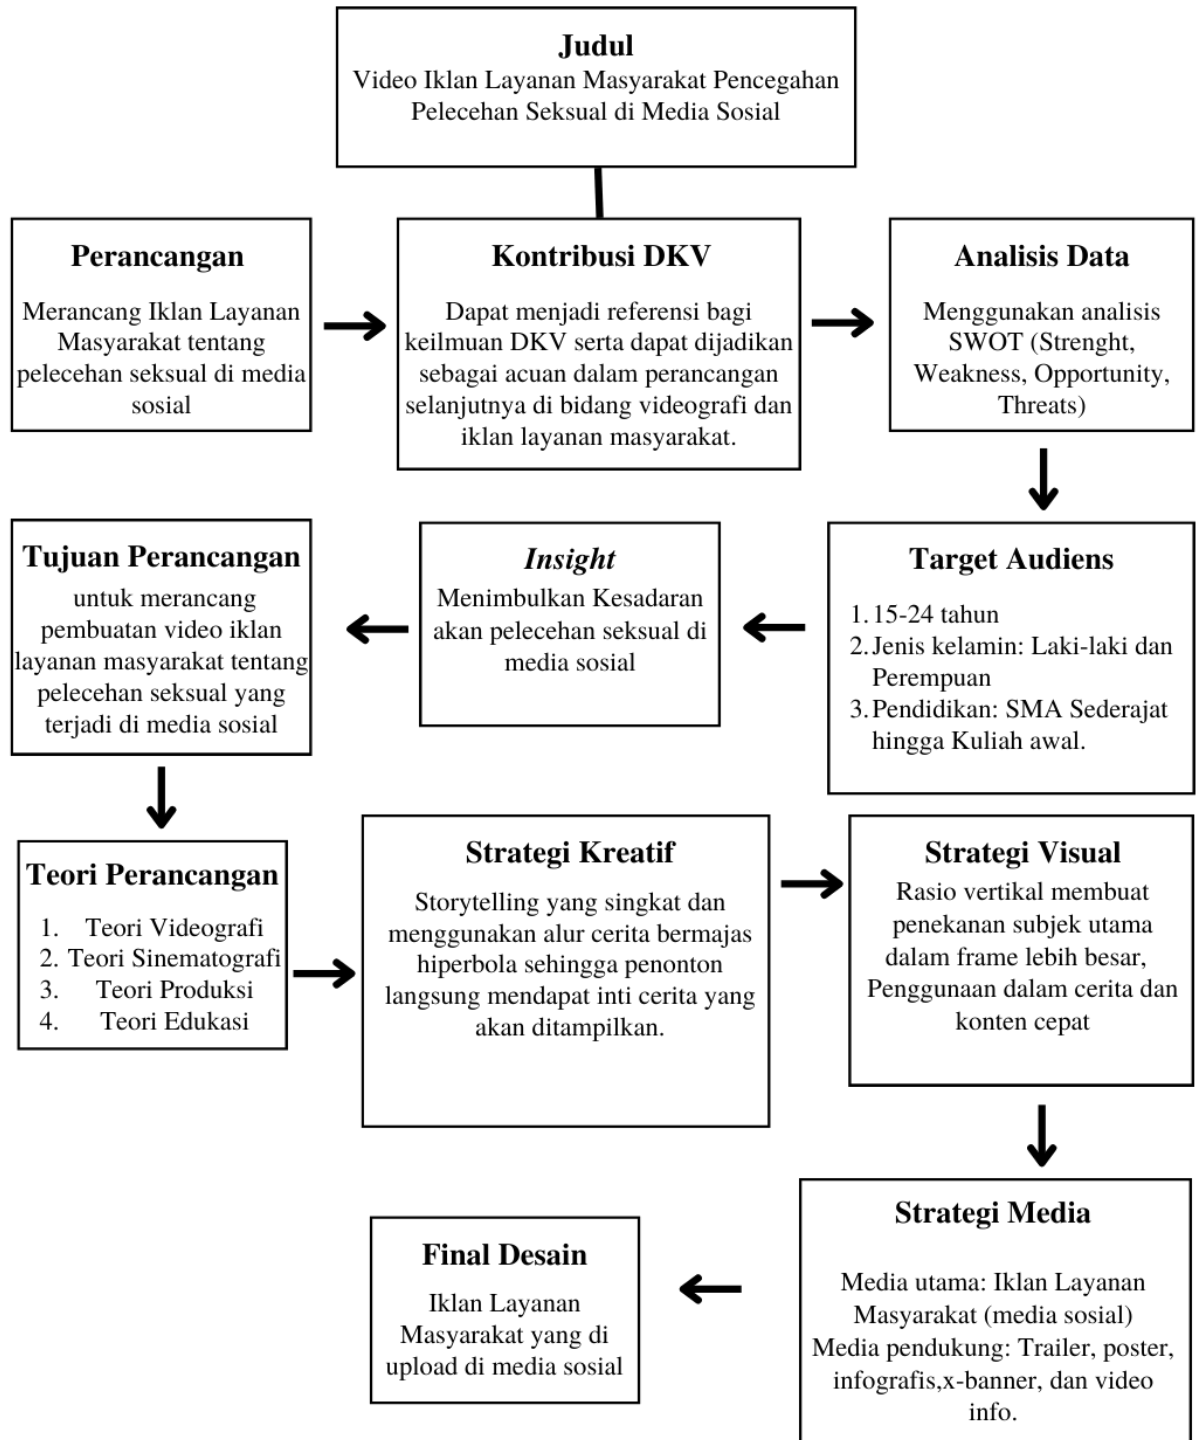 Judul
Video Iklan Layanan Masyarakat Pencegahan
Pelecehan Seksual di Media Sosial
Perancangan
Merancang Iklan Layanan
Masyarakat tentang
pelecehan seksual di media
sosial
Kontribusi DKV
Dapat menjadi referensi bagi
keilmuan DKV serta dapat dijadikan
sebagai acuan dalam perancangan
selanjutnya di bidang videografi dan
iklan layanan masyarakat.
Analisis Data
Menggunakan analisis
SWOT (Strenght,
Weakness, Opportunity,
Threats)
Target Audiens
1. 15-24 tahun
2. Jenis kelamin: Laki-laki dan
Perempuan
3. Pendidikan: SMA Sederajat
hingga Kuliah awal.
Insight
Menimbulkan Kesadaran
akan pelecehan seksual di
media sosial
Tujuan Perancangan
untuk merancang
pembuatan video iklan
layanan masyarakat tentang
pelecehan seksual yang
terjadi di media sosial
Teori Perancangan
1. Teori Videografi
2. Teori Sinematografi
3. Teori Produksi
4. Teori Edukasi
Strategi Kreatif
Storytelling yang singkat dan
menggunakan alur cerita bermajas
hiperbola sehingga penonton
langsung mendapat inti cerita yang
akan ditampilkan.
Strategi Visual
Rasio vertikal membuat
penekanan subjek utama
dalam frame lebih besar,
Penggunaan dalam cerita dan
konten cepat
Strategi Media
Media utama: Iklan Layanan
Masyarakat (media sosial)
Media pendukung: Trailer, poster,
infografis,x-banner, dan video
info.
Final Desain
Iklan Layanan
Masyarakat yang di
upload di media sosial